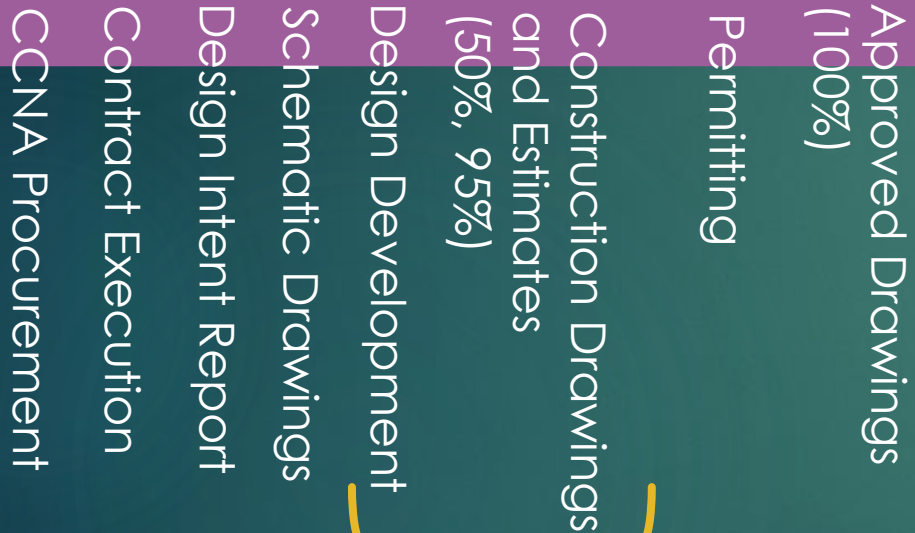 Approved Drawings
(100%)
Permitting
Construction Drawings
and Estimates
(50%, 95%)
Design Development
Schematic Drawings
Design Intent Report
Contract Execution
CCNA Procurement